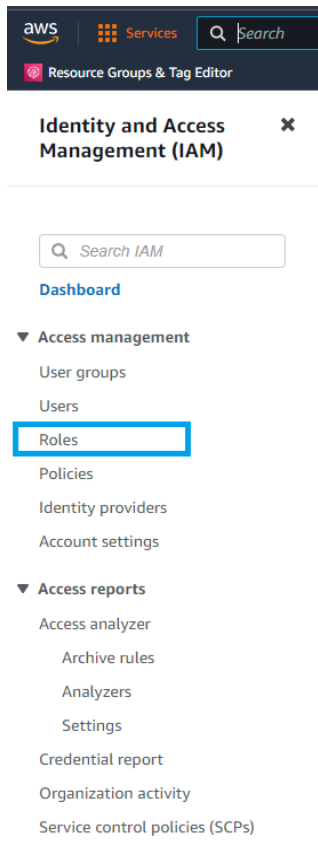 aws Services Search
Resource Groups & Tag Editor
Identity and Access
Management (IAM)
Search IAM
Dashboard
Access management
User groups
Users
Roles
Policies
Identity providers
Account settings
Access reports
Access analyzer
Archive rules
Analyzers
Settings
Credential report
Organization activity
Service control policies (SCPs)